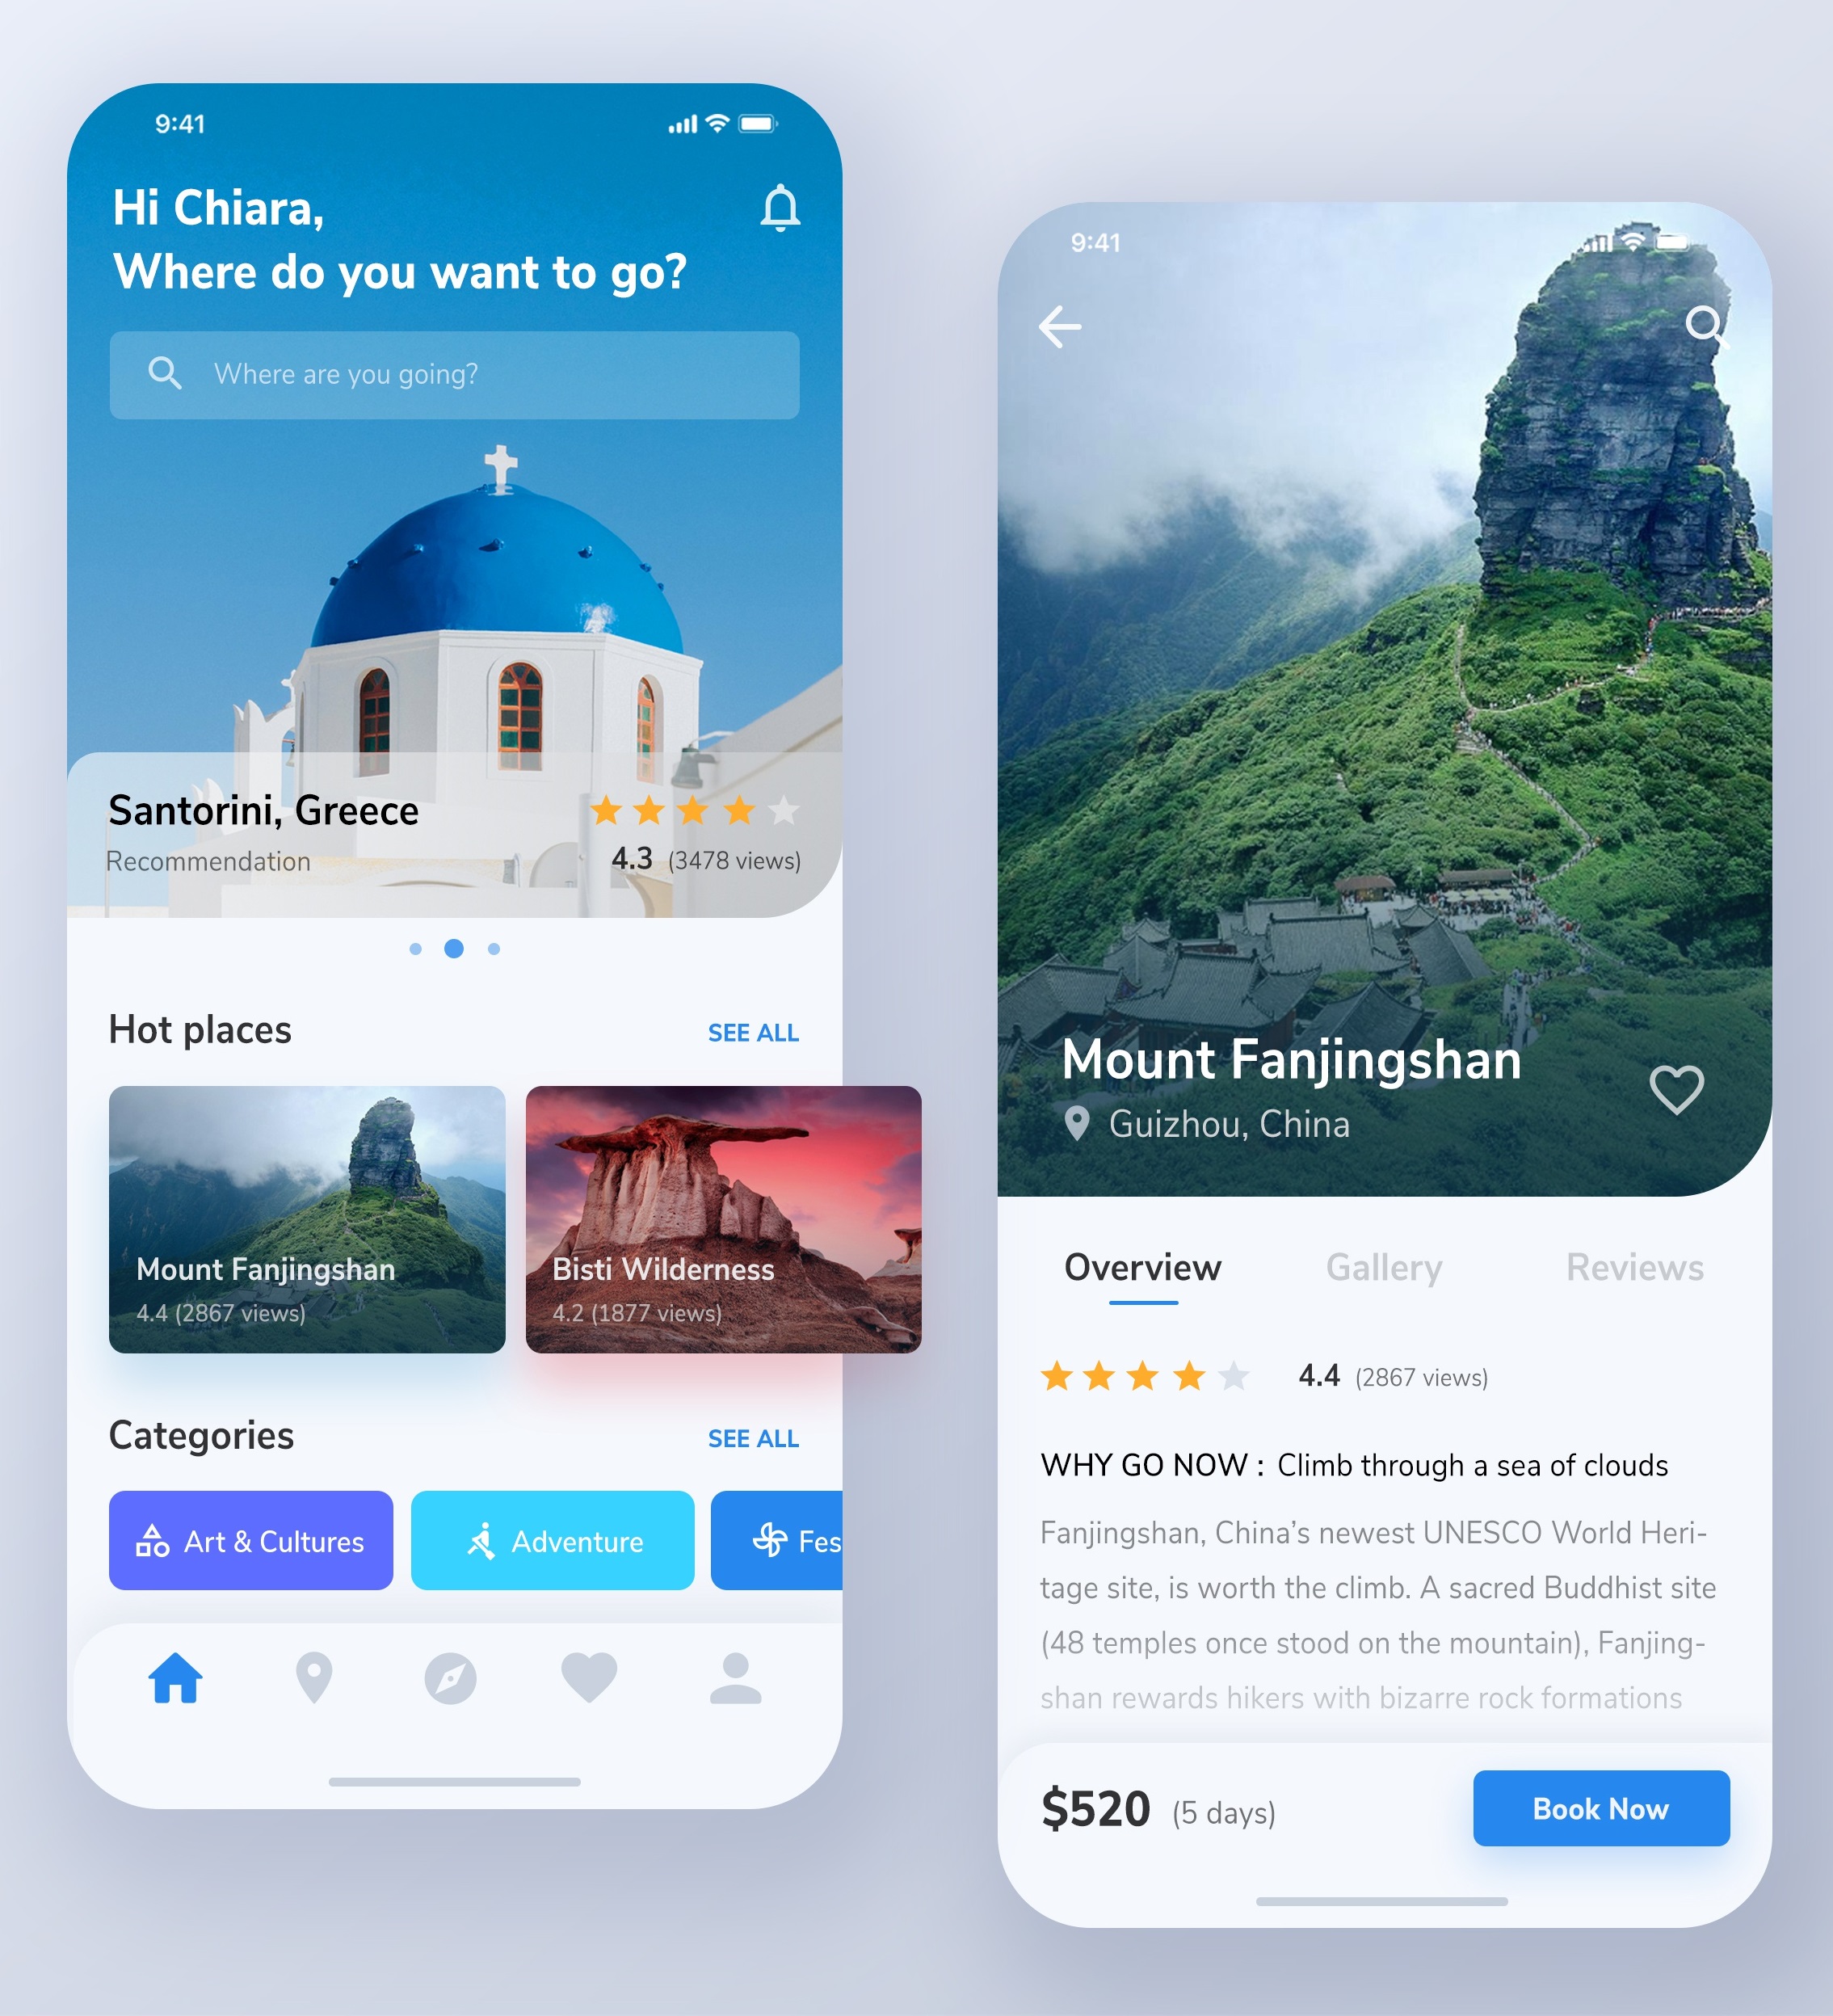 9:41
Hi Chiara,
Where do you want to go?
Where are you going?
Santorini, Greece
Recommendation
4.3 (3478 views)
Hot places
SEE ALL
Mount Fanjingshan
4.4 (2867 views)
Bisti Wilderness
4.2 (1877 views)
Categories
SEE ALL
Art & Cultures
Adventure
Fes
9:41
Mount Fanjingshan
Guizhou, China
Overview
Gallery
Reviews
4.4 (2867 views)
WHY GO NOW : Climb through a sea of clouds
Fanjingshan, China’s newest UNESCO World Heri-
tage site, is worth the climb. A sacred Buddhist site
(48 temples once stood on the mountain), Fanjing-
shan rewards hikers with bizarre rock formations
$520 (5 days)
Book Now